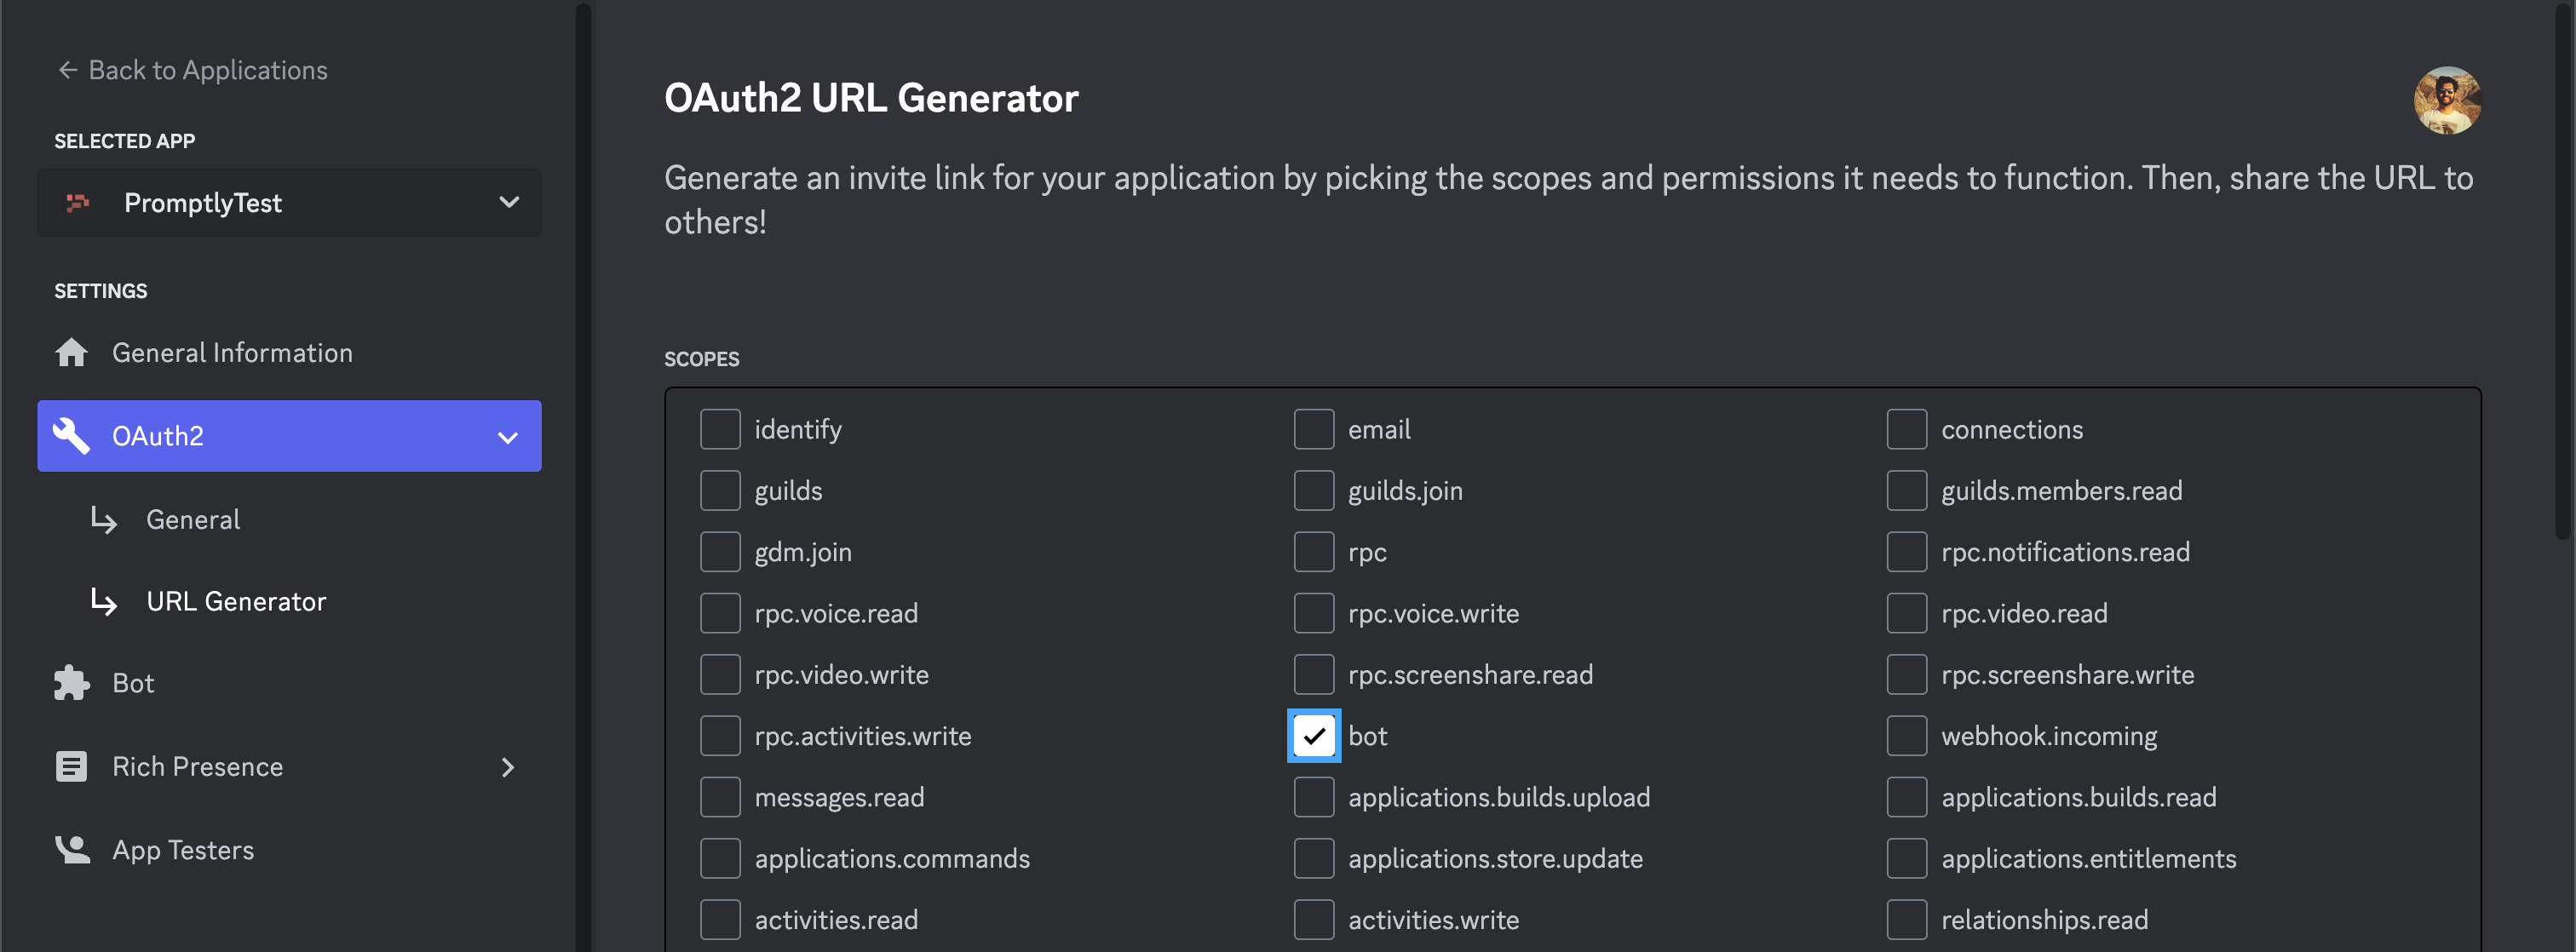 ← Back to Applications
SELECTED APP
PromptlyTest
SETTINGS
General Information
OAuth2
General
URL Generator
Bot
Rich Presence
App Testers
OAuth2 URL Generator
Generate an invite link for your application by picking the scopes and permissions it needs to function. Then, share the URL to
others!
SCOPES
identify email connections
guilds guilds.join guilds.members.read
gdm.join rpc rpc.notifications.read
rpc.voice.read rpc.voice.write rpc.video.read
rpc.video.write rpc.screenshare.read rpc.screenshare.write
rpc.activities.write bot webhook.incoming
messages.read applications.builds.upload applications.builds.read
applications.commands applications.store.update applications.entitlements
activities.read activities.write relationships.read